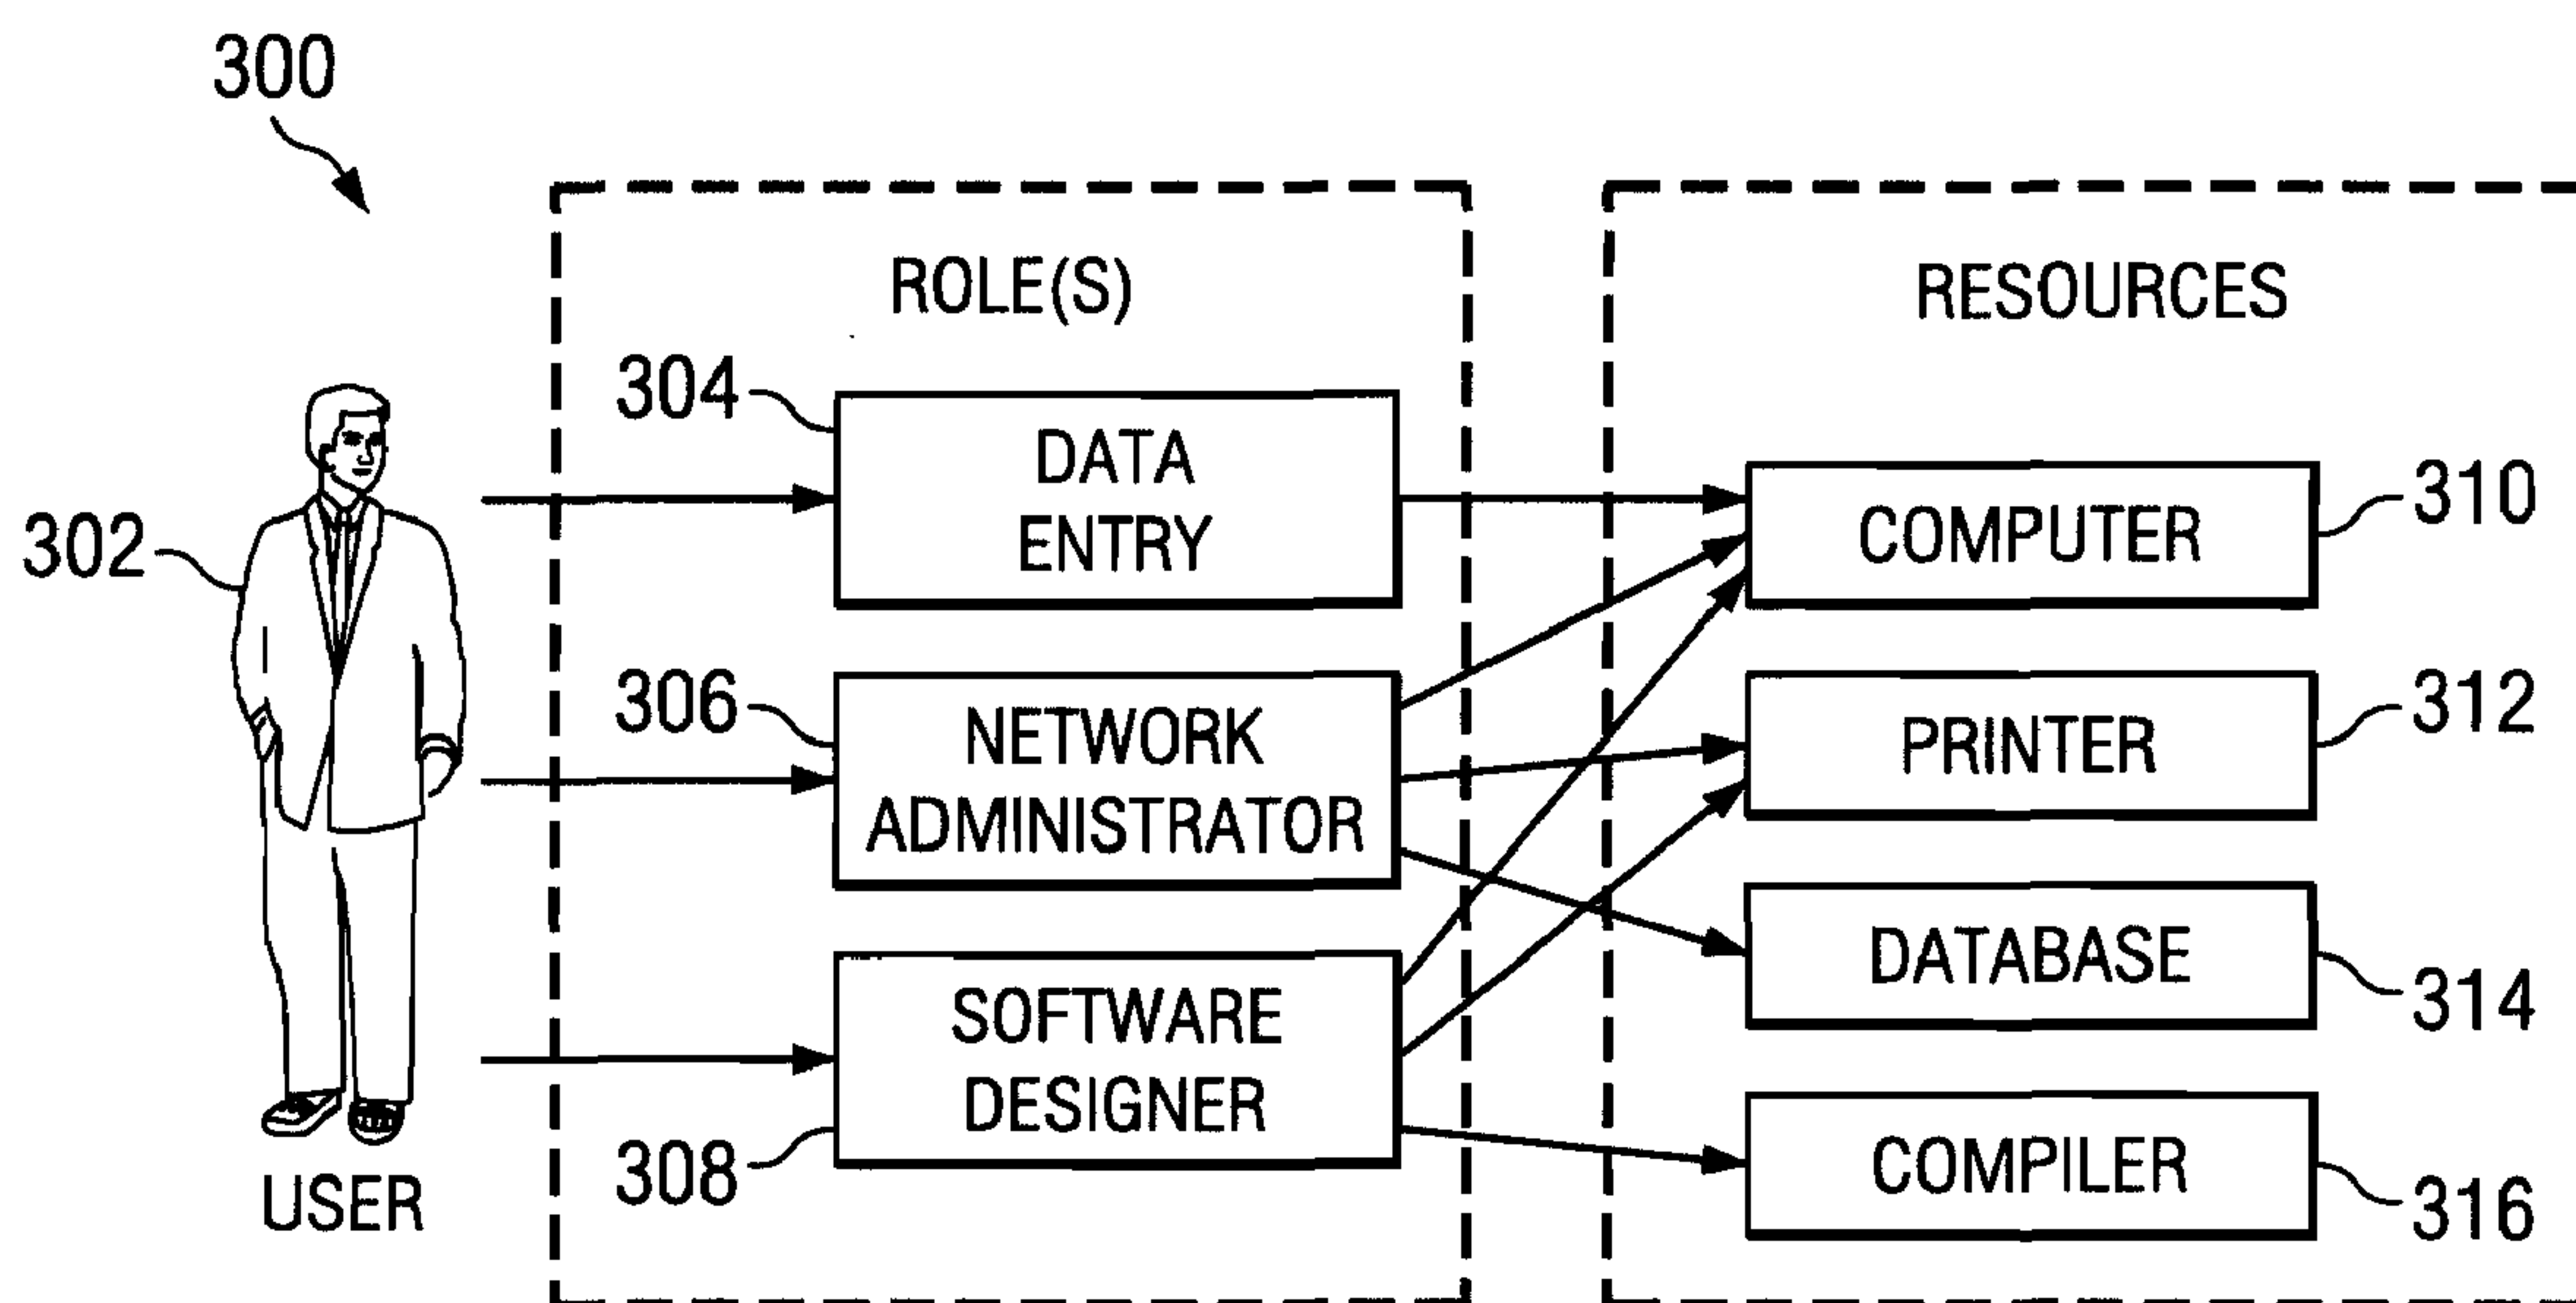 300
ROLE(S)
RESOURCES
304
DATA
ENTRY
310
COMPUTER
302
306
NETWORK
ADMINISTRATOR
312
PRINTER
314
DATABASE
308
SOFTWARE
DESIGNER
316
COMPILER
USER